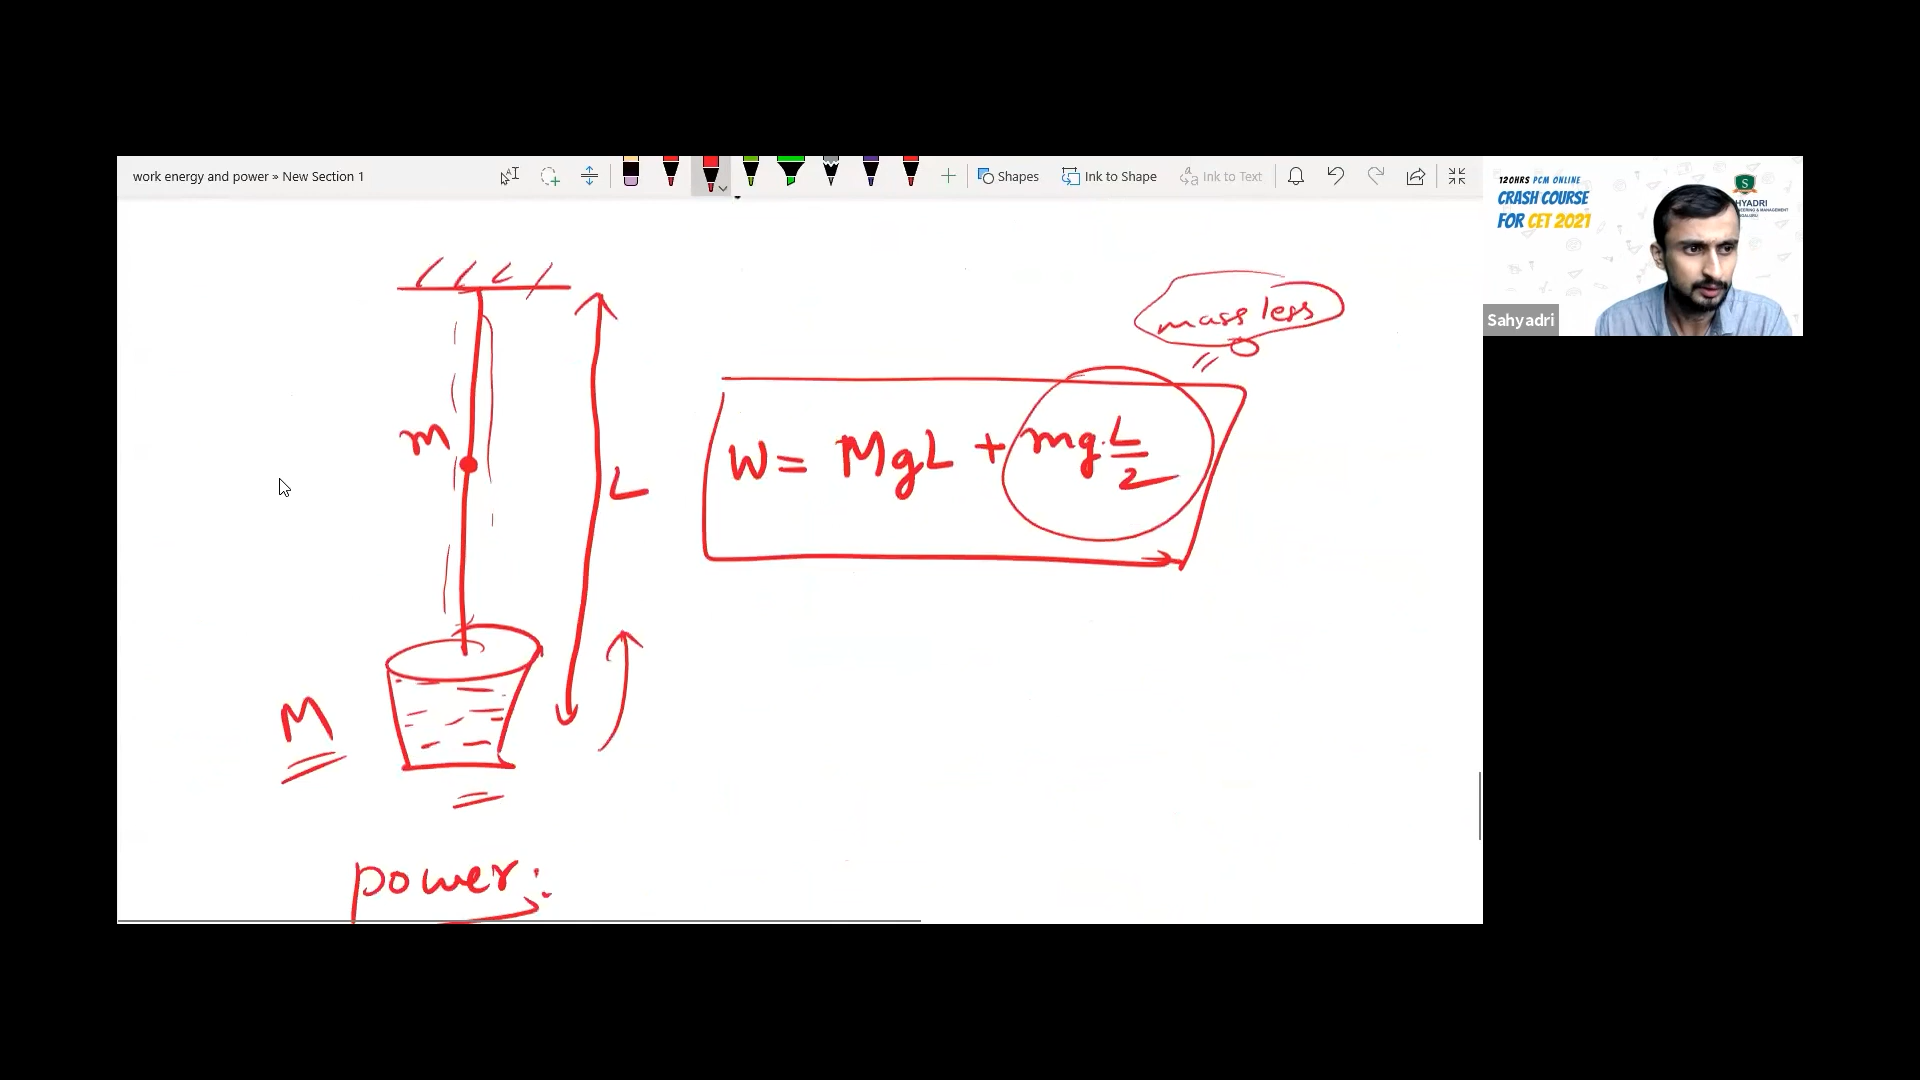 work energy and power » New Section 1
Shapes
Ink to Shape
Ink to Text
120HRS PCM ONLINE
CRASH COURSE
FOR CET 2021
S
HYADRI
Sahyadri
mass less
m
W = MgL + mg.L/2
L
M
power: